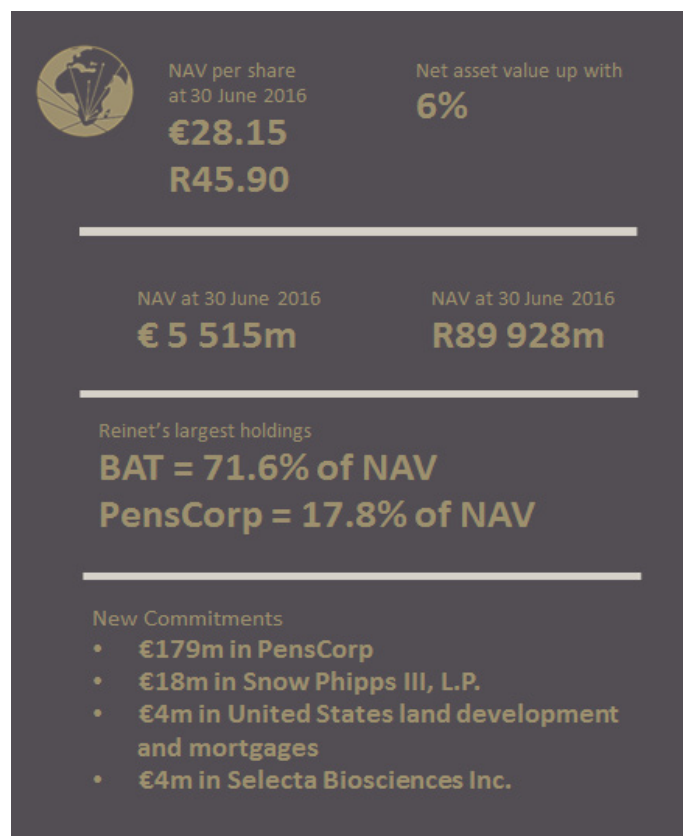 NAV per share
at 30 June 2016
€28.15
R45.90
Net asset value up with
6%
NAV at 30 June 2016
€ 5 515m
NAV at 30 June 2016
R89 928m
Reinet's largest holdings
BAT = 71.6% of NAV
PensCorp = 17.8% of NAV
New Commitments
• €179m in PensCorp
• €18m in Snow Phipps III, L.P.
• €4m in United States land development
and mortgages
• €4m in Selecta Biosciences Inc.